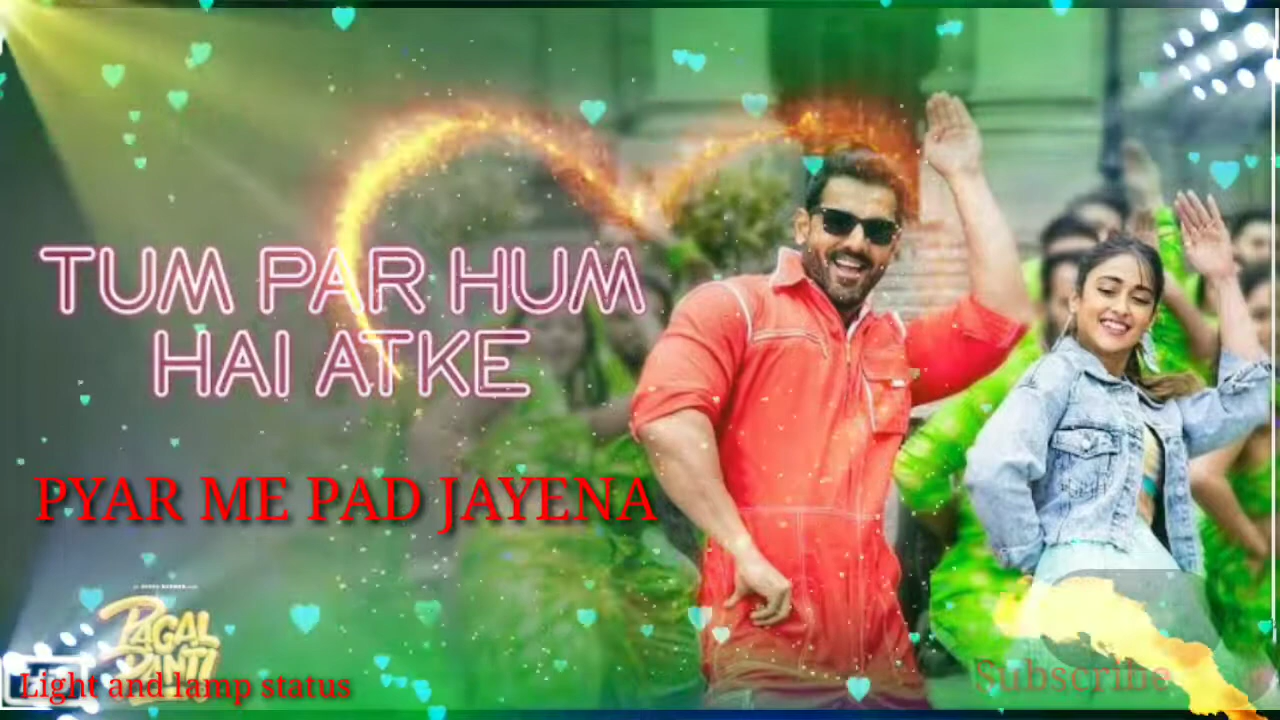 TUM PAR HUM
HAI ATKE
PYAR ME PAD JAYENA
PAGAL
PANTI
Light and lamp status
Subscribe